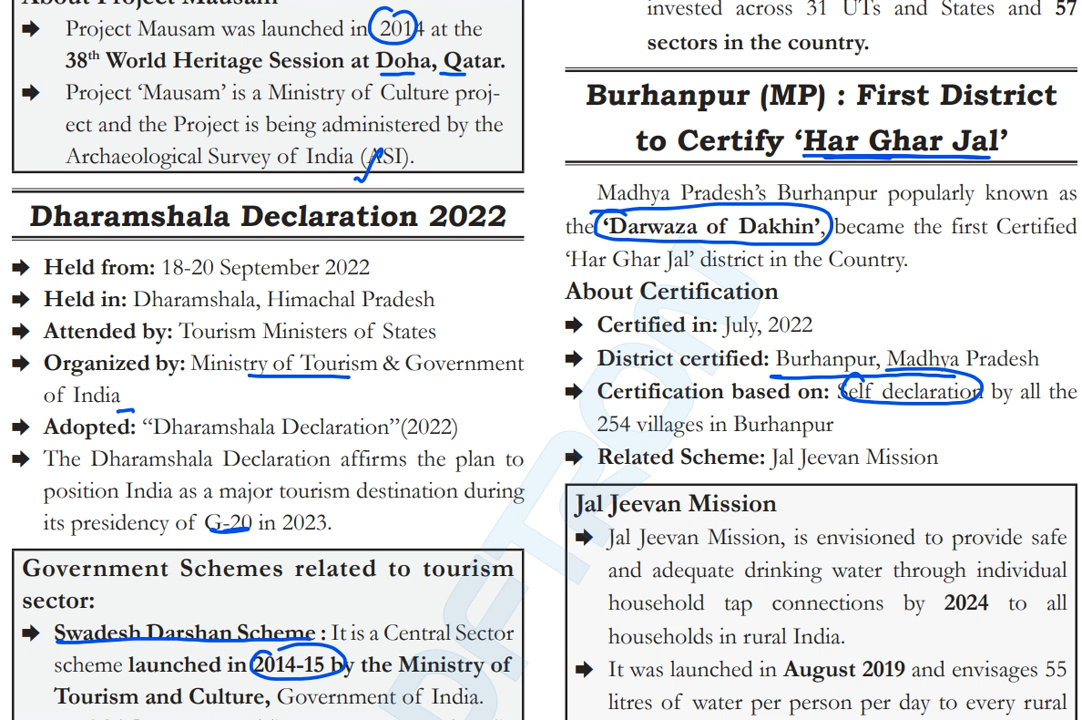 About Project Mausam
➡ Project Mausam was launched in 2014 at the
38th World Heritage Session at Doha, Qatar.
➡ Project ‘Mausam’ is a Ministry of Culture proj-
ect and the Project is being administered by the
Archaeological Survey of India (ASI).
Dharamshala Declaration 2022
➡ Held from: 18-20 September 2022
➡ Held in: Dharamshala, Himachal Pradesh
➡ Attended by: Tourism Ministers of States
➡ Organized by: Ministry of Tourism & Government
of India
➡ Adopted: “Dharamshala Declaration”(2022)
➡ The Dharamshala Declaration affirms the plan to
position India as a major tourism destination during
its presidency of G-20 in 2023.
Government Schemes related to tourism
sector:
➡ Swadesh Darshan Scheme : It is a Central Sector
scheme launched in 2014-15 by the Ministry of
Tourism and Culture, Government of India.
invested across 31 UTs and States and 57
sectors in the country.
Burhanpur (MP) : First District
to Certify ‘Har Ghar Jal’
Madhya Pradesh’s Burhanpur popularly known as
the ‘Darwaza of Dakhin’, became the first Certified
‘Har Ghar Jal’ district in the Country.
About Certification
➡ Certified in: July, 2022
➡ District certified: Burhanpur, Madhya Pradesh
➡ Certification based on: Self declaration by all the
254 villages in Burhanpur
➡ Related Scheme: Jal Jeevan Mission
Jal Jeevan Mission
➡ Jal Jeevan Mission, is envisioned to provide safe
and adequate drinking water through individual
household tap connections by 2024 to all
households in rural India.
➡ It was launched in August 2019 and envisages 55
litres of water per person per day to every rural